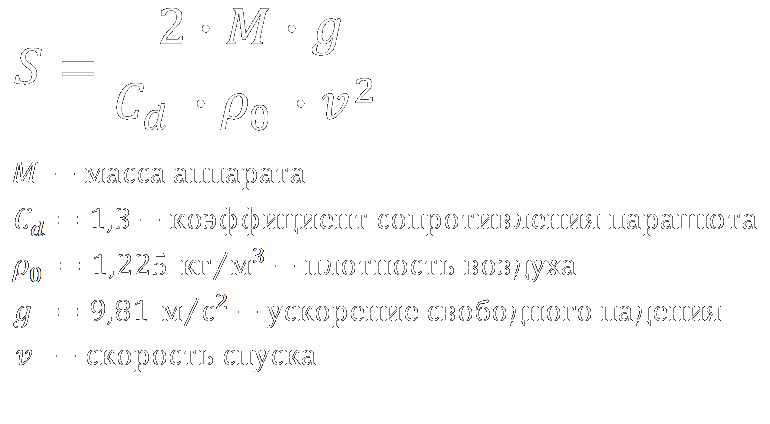 S = 2 · M · g / (C_d · ρ₀ · v²)
M — масса аппарата
C_d = 1,3 — коэффициент сопротивления парашюта
ρ₀ = 1,225 кг/м³ — плотность воздуха
g = 9,81 м/с² — ускорение свободного падения
v — скорость спуска